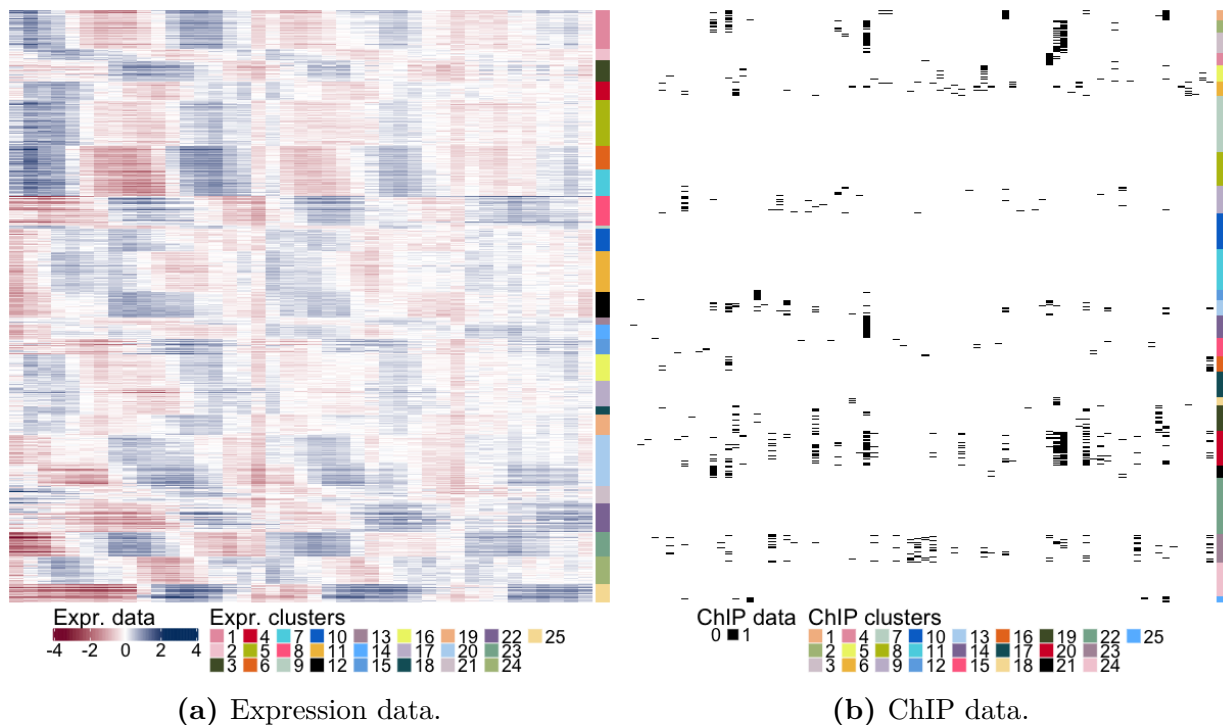 Expr. data
-4 -2 0 2 4
Expr. clusters
1 4 7 10 13 16 19 22 25
2 5 8 11 14 17 20 23
3 6 9 12 15 18 21 24
ChIP data
0 1
ChIP clusters
1 4 7 10 13 16 19 22 25
2 5 8 11 14 17 20 23
3 6 9 12 15 18 21 24
(a) Expression data.
(b) ChIP data.